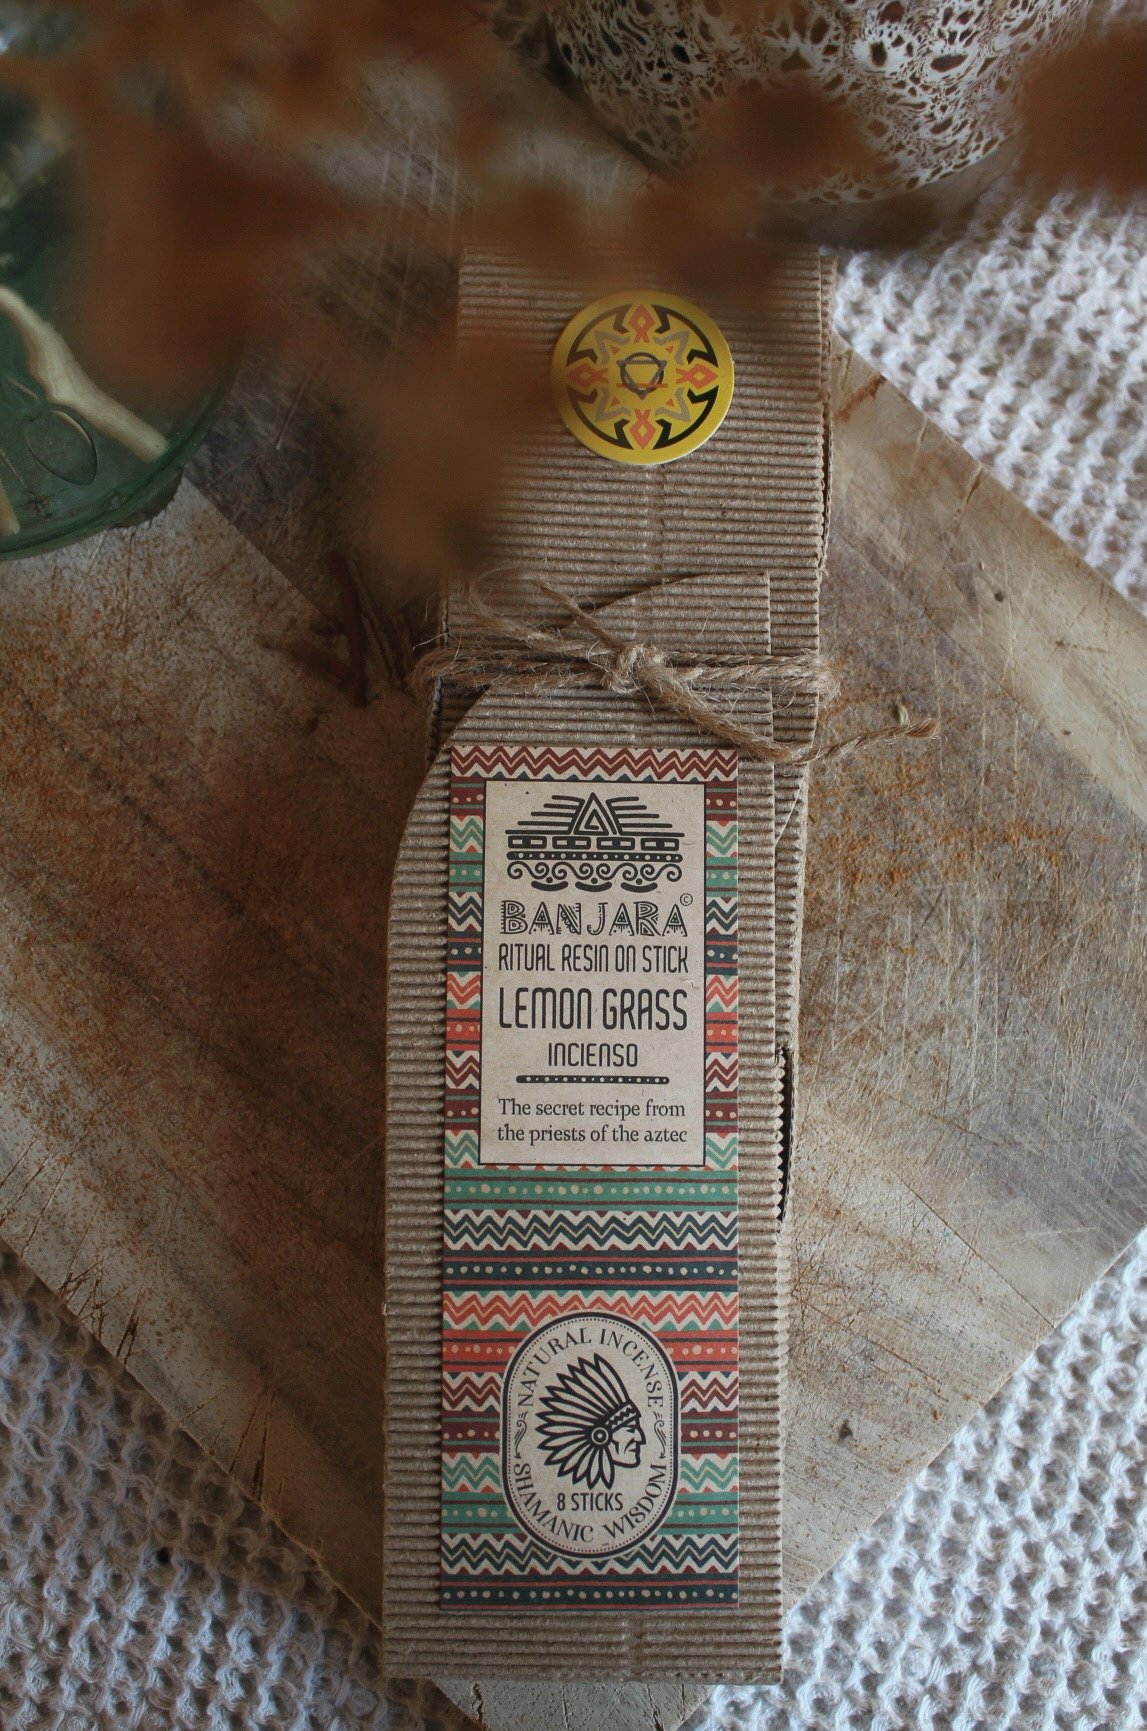 BANJARA©
RITUAL RESIN ON STICK
LEMON GRASS
INCIENSO
The secret recipe from
the priests of the aztec
NATURAL INCENSE
8 STICKS
SHAMANIC WISDOM